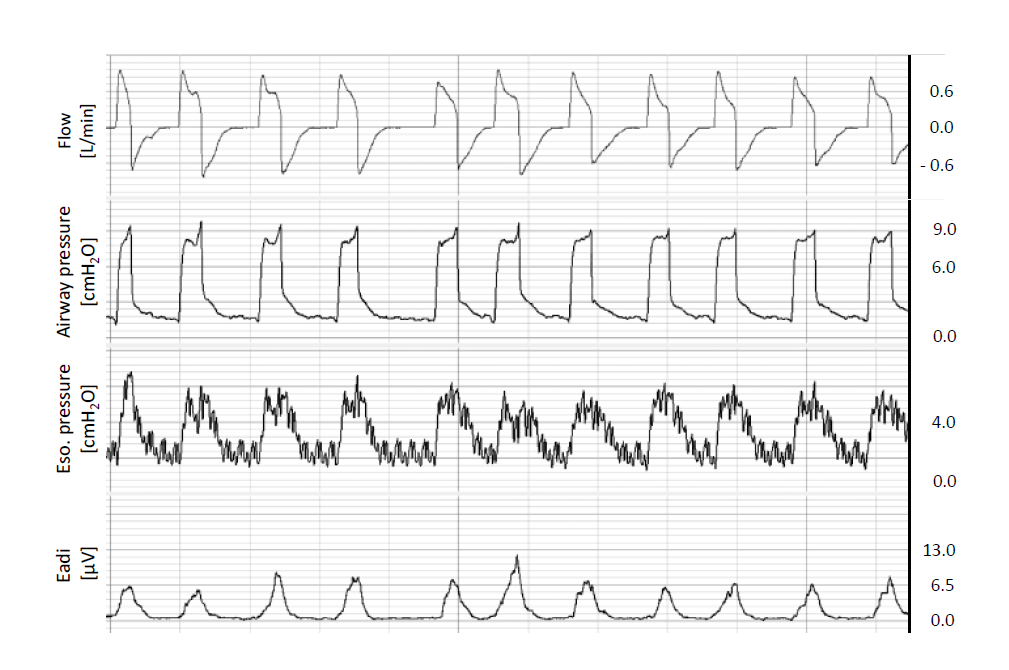 Flow
[L/min]
0.6
0.0
- 0.6
Airway pressure
[cmH₂O]
9.0
6.0
0.0
Eso. pressure
[cmH₂O]
4.0
0.0
Eadi
[µV]
13.0
6.5
0.0